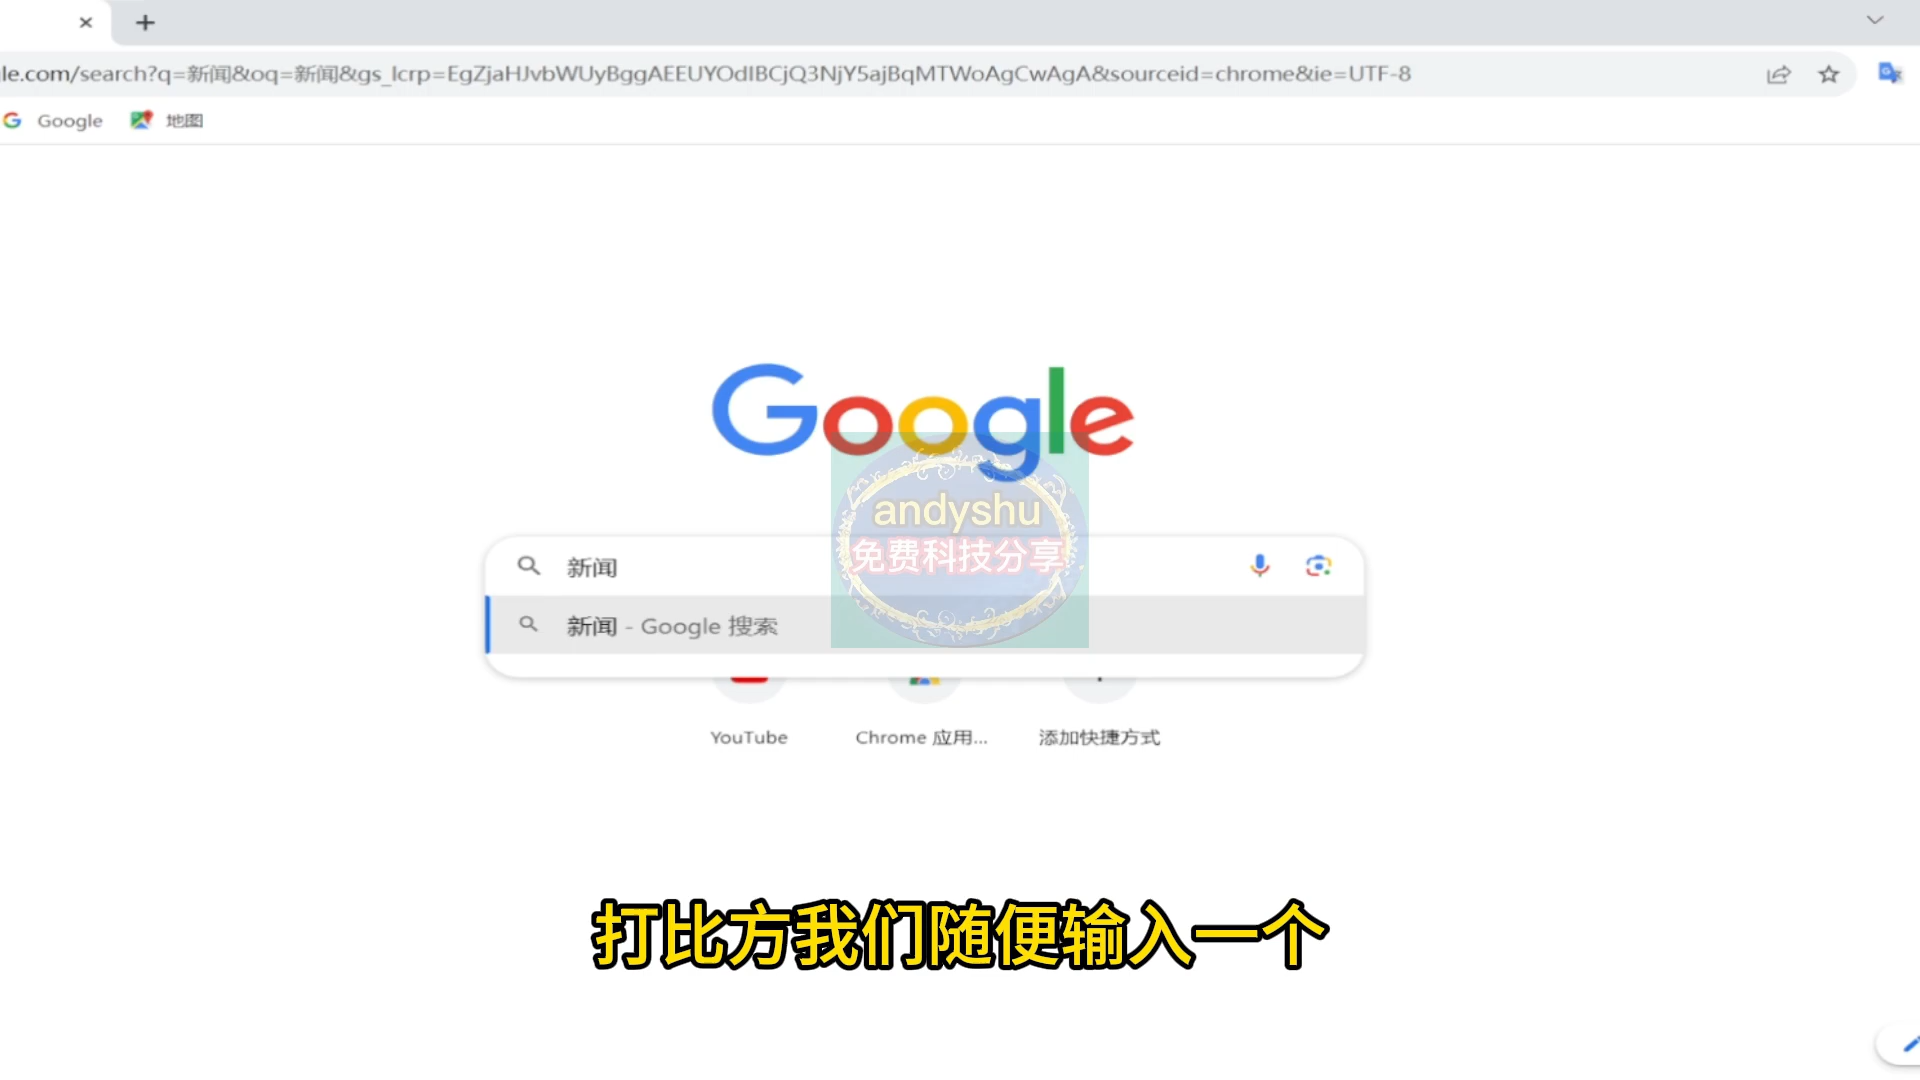 le.com/search?q=新闻&oq=新闻&gs_lcrp=EgZjaHJvbWUyBggAEEUYOdIBCjQ3NjY5ajBqMTWoAgCwAgA&sourceid=chrome&ie=UTF-8
Google 地图
Google
andyshu
免费科技分享
新闻
新闻 - Google 搜索
YouTube Chrome 应用... 添加快捷方式
打比方我们随便输入一个